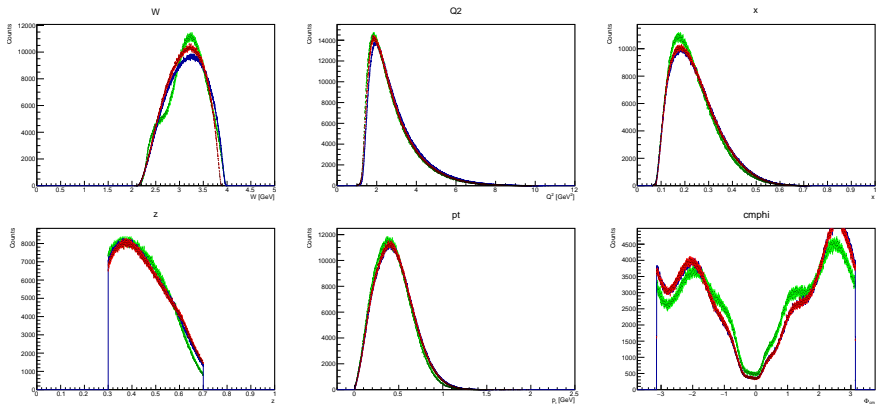 W
Counts
12000
10000
8000
6000
4000
2000
0
0 0.5 1 1.5 2 2.5 3 3.5 4 4.5 5
W [GeV]
Q2
Counts
14000
12000
10000
8000
6000
4000
2000
0
0 2 4 6 8 10 12
Q² [GeV²]
x
Counts
10000
8000
6000
4000
2000
0
0 0.1 0.2 0.3 0.4 0.5 0.6 0.7 0.8 0.9 1
x
z
Counts
8000
7000
6000
5000
4000
3000
2000
1000
0
0 0.1 0.2 0.3 0.4 0.5 0.6 0.7 0.8 0.9 1
z
pt
Counts
12000
10000
8000
6000
4000
2000
0
0 0.5 1 1.5 2 2.5
[GeV]
cmphi
Counts
4500
4000
3500
3000
2500
2000
1500
1000
500
0
−3 −2 −1 0 1 2 3